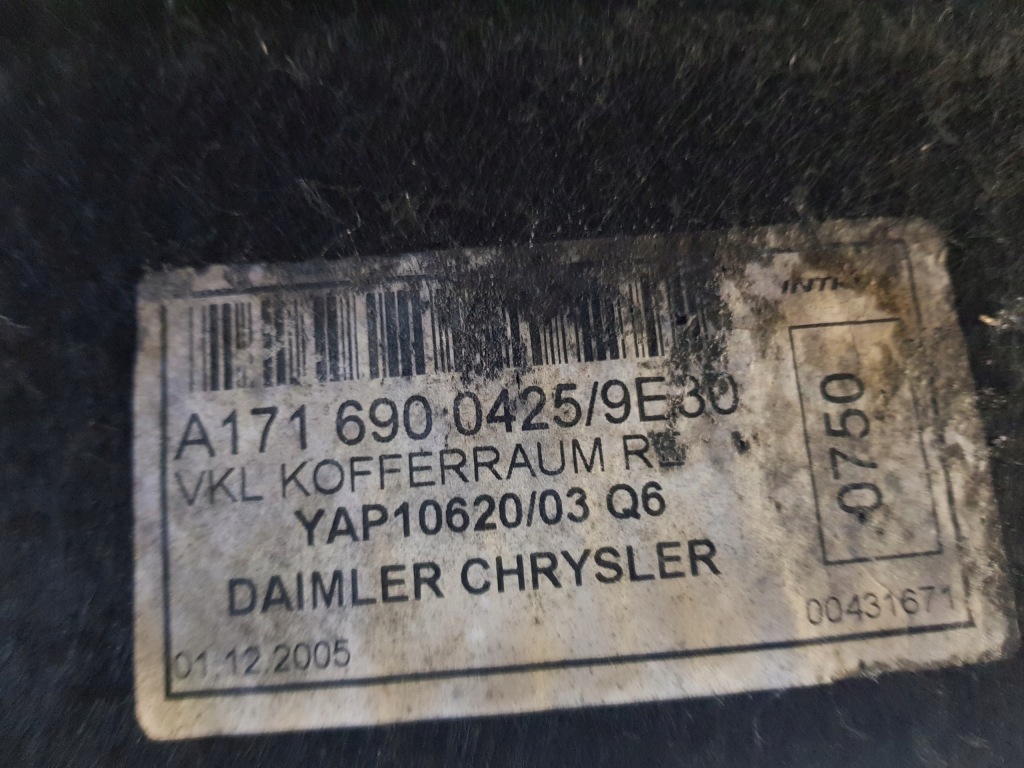 A171 690 0425/9E30
VKL KOFFERRAUM
YAP10620/03 Q6
DAIMLER CHRYSLER
01.12.2005
0750
00431671